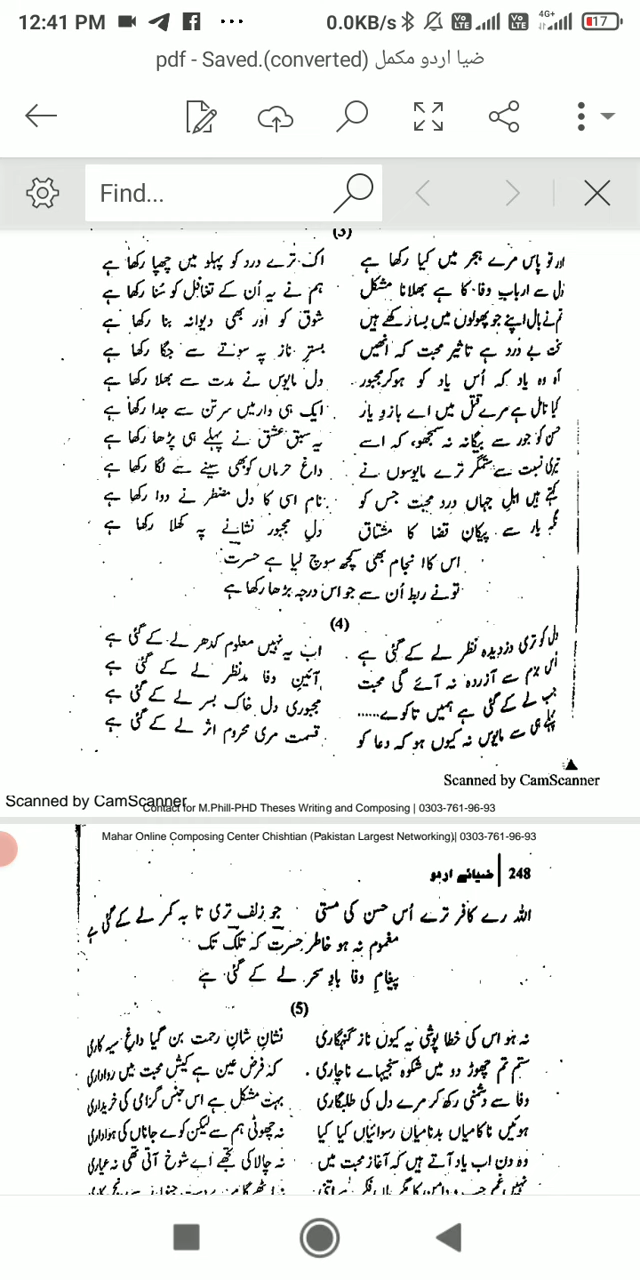 12:41 PM ... 0.0KB/s Vo LTE Vo LTE 4G+ 17
ضیا اردو مکمل (converted).pdf - Saved
Find...
(3)
اور تو پاس مرے ہجر میں کیا رکھا ہے اک ترے درد کو پہلو میں چھپا رکھا ہے
دل سے ارباب وفا کا ہے بھلانا مشکل ہم نے یہ اُن کے تغافل کو سُنا رکھا ہے
تم نے بال اپنے جو پھولوں میں بسا رکھے ہیں شوق کو اور بھی دیوانہ بنا رکھا ہے
سخت بے درد ہے تاثیر محبت کہ انھیں بسترِ ناز پہ سوتے سے جگا رکھا ہے
آہ وہ یاد کہ اُس یاد کو ہو کر مجبور دل مایوس نے مدت سے بھلا رکھا ہے
کیا تامل ہے مرے قتل میں اے بازو یار ایک ہی وار میں سر تن سے جدا رکھا ہے
حسن کو جور سے بیگانہ نہ سمجھو، کہ اسے یہ سبق عشق نے پہلے ہی پڑھا رکھا ہے
تیری نسبت سے ستمگر ترے مایوسوں نے داغ حرماں کو بھی سینے سے لگا رکھا ہے
کہتے ہیں اہل جہاں درد محبت جس کو نام اسی کا دل مضطر نے دوا رکھا ہے
نگہ یار سے پیکان قضا کا مشتاق دل مجبور نشانے پہ کھلا رکھا ہے
اس کا انجام بھی کچھ سوچ لیا ہے حسرت
تو نے ربط اُن سے جو اس درجہ بڑھا رکھا ہے
(4)
دل کو تری دزدیدہ نظر لے کے گئی ہے اب یہ نہیں معلوم کدھر لے کے گئی ہے
اس بزم سے آزردہ نہ آئے گی محبت آئین وفا مدنظر لے کے گئی ہے
جب لے کے گئی ہے ہمیں تا کوے...... مجبوری دل خاک بسر لے کے گئی ہے
پہلے ہی سے مایوس نہ کیوں ہو کہ دعا کو قسمت مری محروم اثر لے کے گئی ہے
Scanned by CamScanner
Scanned by CamScanner
Contact for M.Phill-PHD Theses Writing and Composing | 0303-761-96-93
Mahar Online Composing Center Chishtian (Pakistan Largest Networking)| 0303-761-96-93
248 | ضیائے اردو
اللہ رے کافر ترے اُس حسن کی مستی جو زلف تری تا بہ کمر لے کے گئی ہے
مغموم نہ ہو خاطر حسرت کہ تلک تک
پیغام وفا باد سحر لے کے گئی ہے
(5)
نہ ہو اس کی خطا پوشی پہ کیوں ناز گنہگاری نشان شان رحمت بن گیا داغ سیہ کاری
ستم تم چھوڑ دو میں شکوہ سنجیہاے ناچاری کہ فرض عین ہے کیش محبت میں رواداری
وفا سے دشمنی رکھ کر مرے دل کی طلبگاری بہت مشکل ہے اس جنس گرامی کی خریداری
ہوئیں ناکامیاں بدنامیاں رسوائیاں کیا کیا نہ چھوٹی ہم سے لیکن کوے جاناں کی ہواداری
وہ دن اب یاد آتے ہیں کہ آغاز محبت میں نہ چالاکی تجھے اے شوخ آتی تھی نہ عیاری